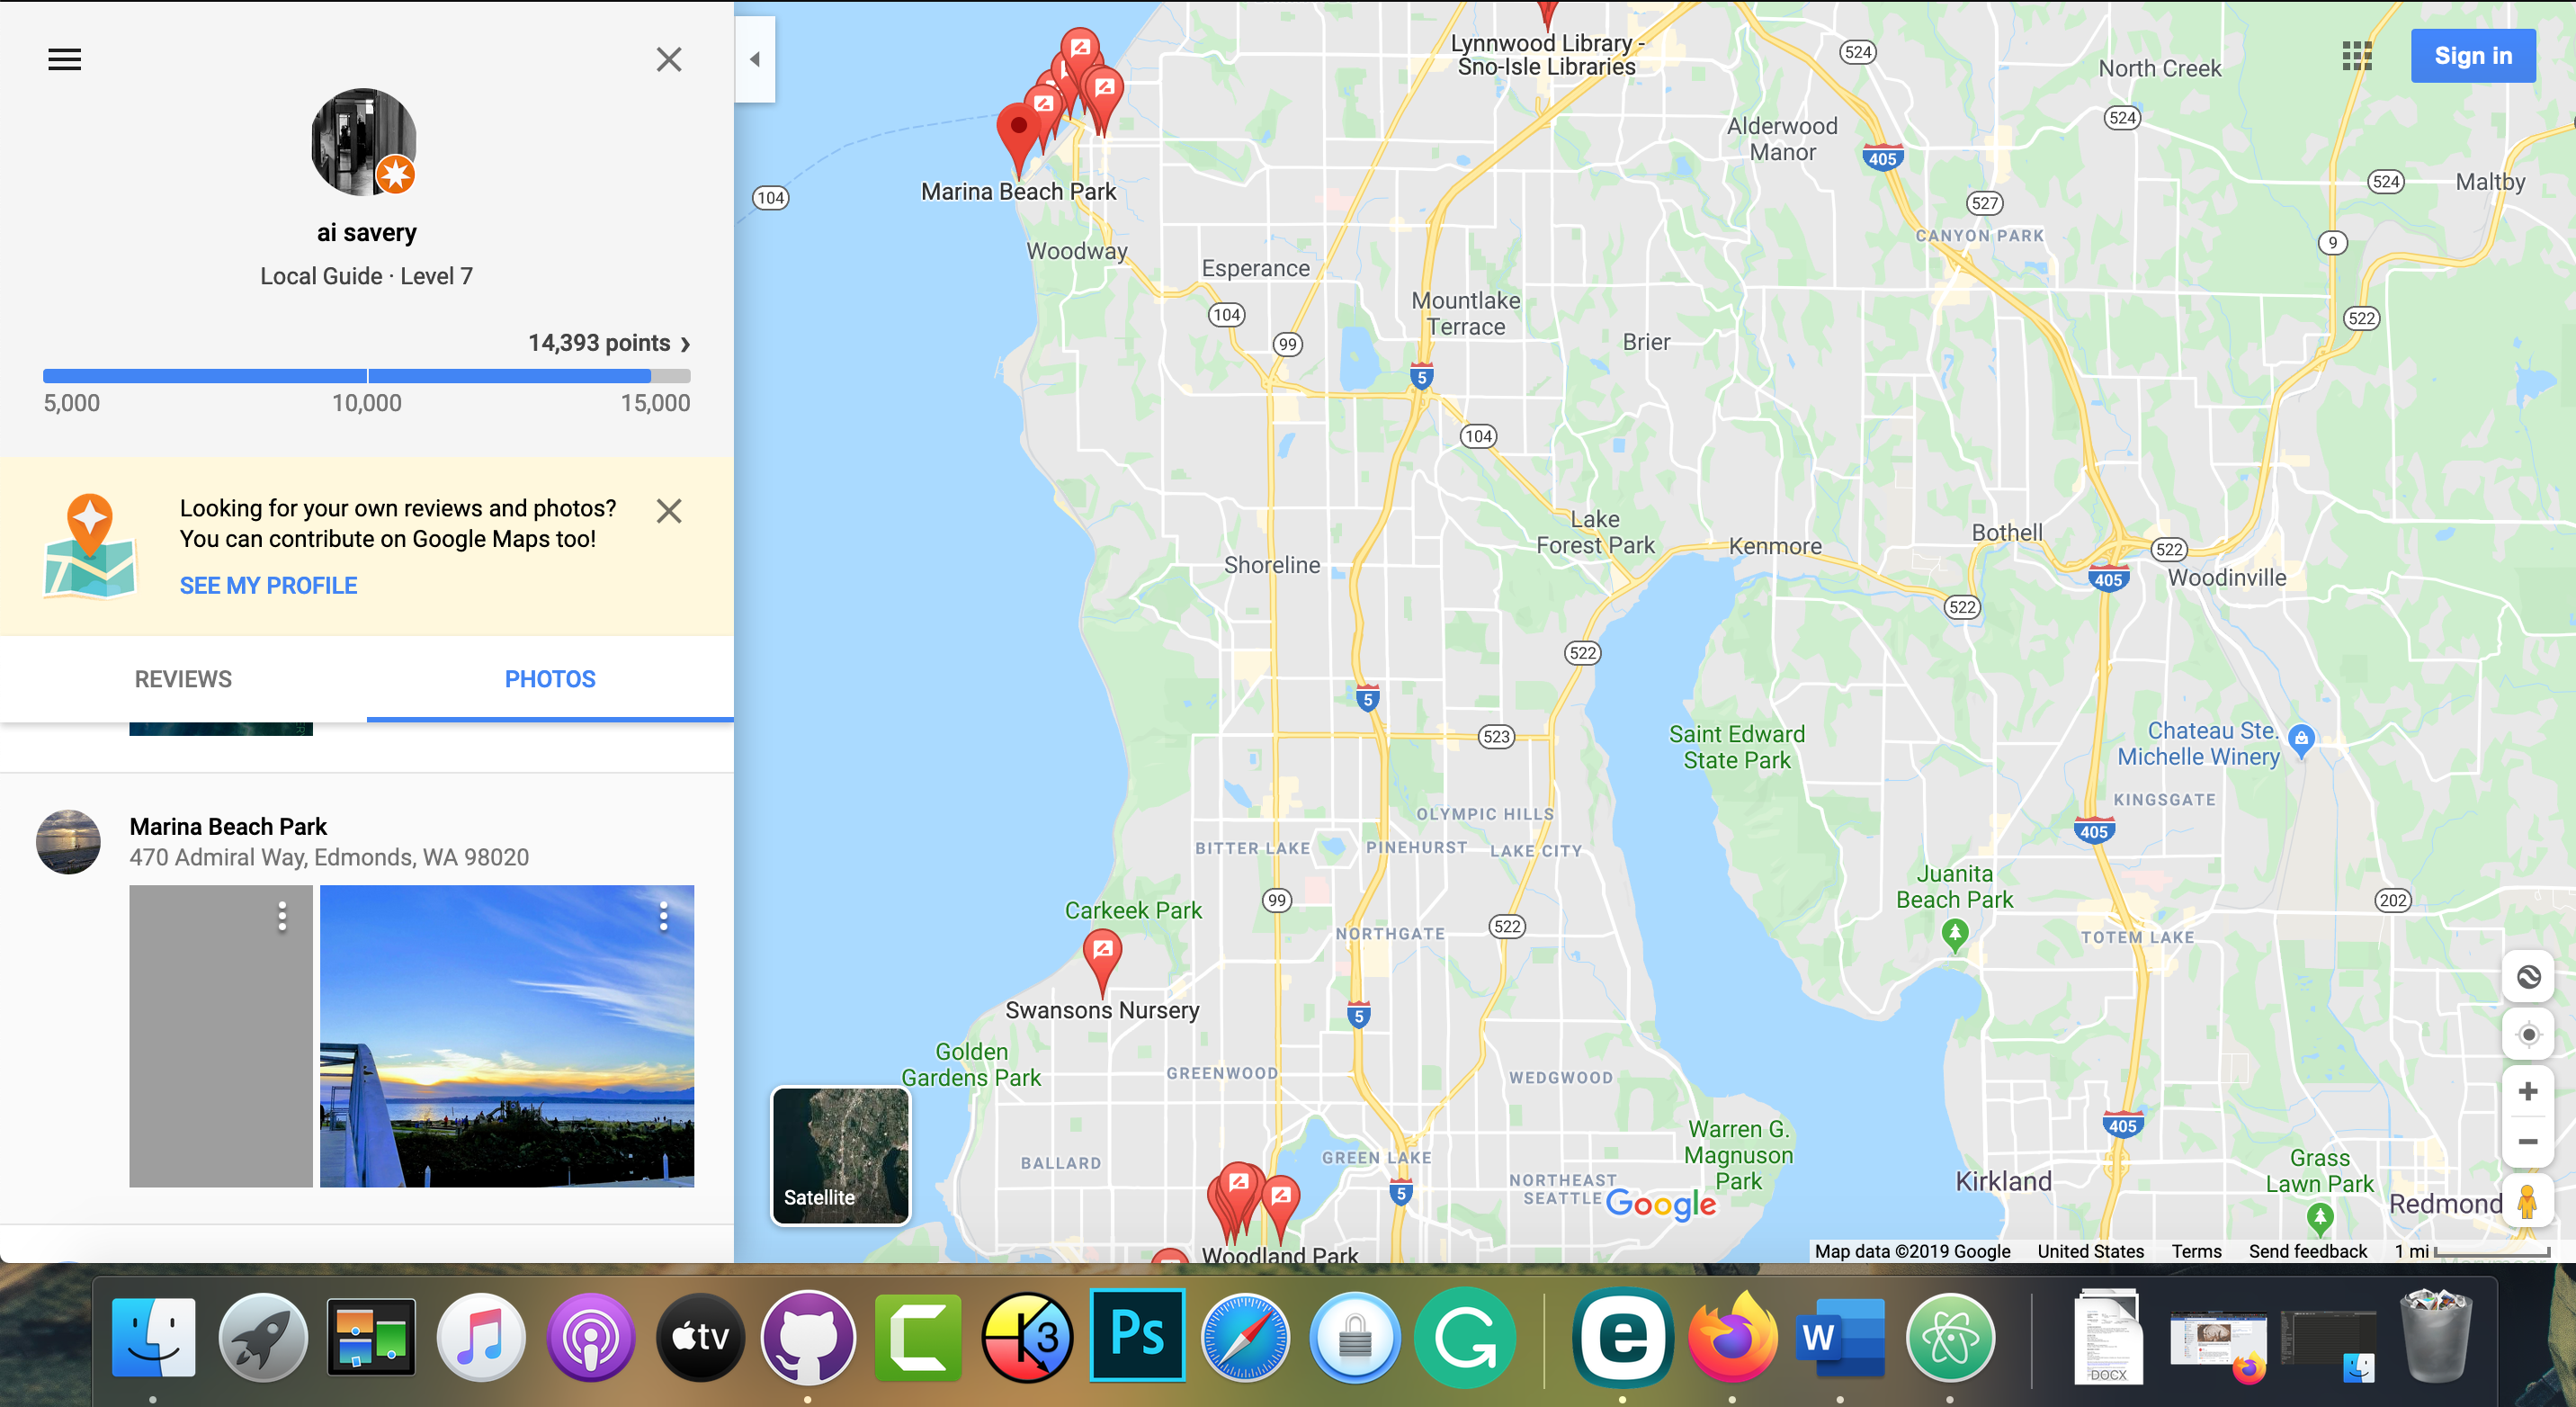 ai savery
Local Guide · Level 7
14,393 points ›
5,000 10,000 15,000
Looking for your own reviews and photos?
You can contribute on Google Maps too!
SEE MY PROFILE
REVIEWS PHOTOS
Marina Beach Park
470 Admiral Way, Edmonds, WA 98020
Sign in
Lynnwood Library -
Sno-Isle Libraries
524
North Creek
524
Alderwood
Manor
405
524
Maltby
Marina Beach Park
104
527
CANYON PARK
9
Woodway
Esperance
Mountlake
Terrace
104
99
Brier
522
5
104
Lake
Forest Park
Kenmore
Bothell
522
405
Woodinville
Shoreline
522
522
5
523
Saint Edward
State Park
Chateau Ste.
Michelle Winery
KINGSGATE
OLYMPIC HILLS
405
BITTER LAKE
PINEHURST
LAKE CITY
Juanita
Beach Park
99
202
Carkeek Park
522
NORTHGATE
TOTEM LAKE
Swansons Nursery
5
Golden
Gardens Park
GREENWOOD
WEDGWOOD
405
Warren G.
Magnuson
Park
BALLARD
GREEN LAKE
Grass
Lawn Park
NORTHEAST
SEATTLE
Kirkland
5
Satellite
Google
Redmond
Woodland Park
Map data ©2019 Google United States Terms Send feedback 1 mi
tv
K3
Ps
G
e
W
DOCX